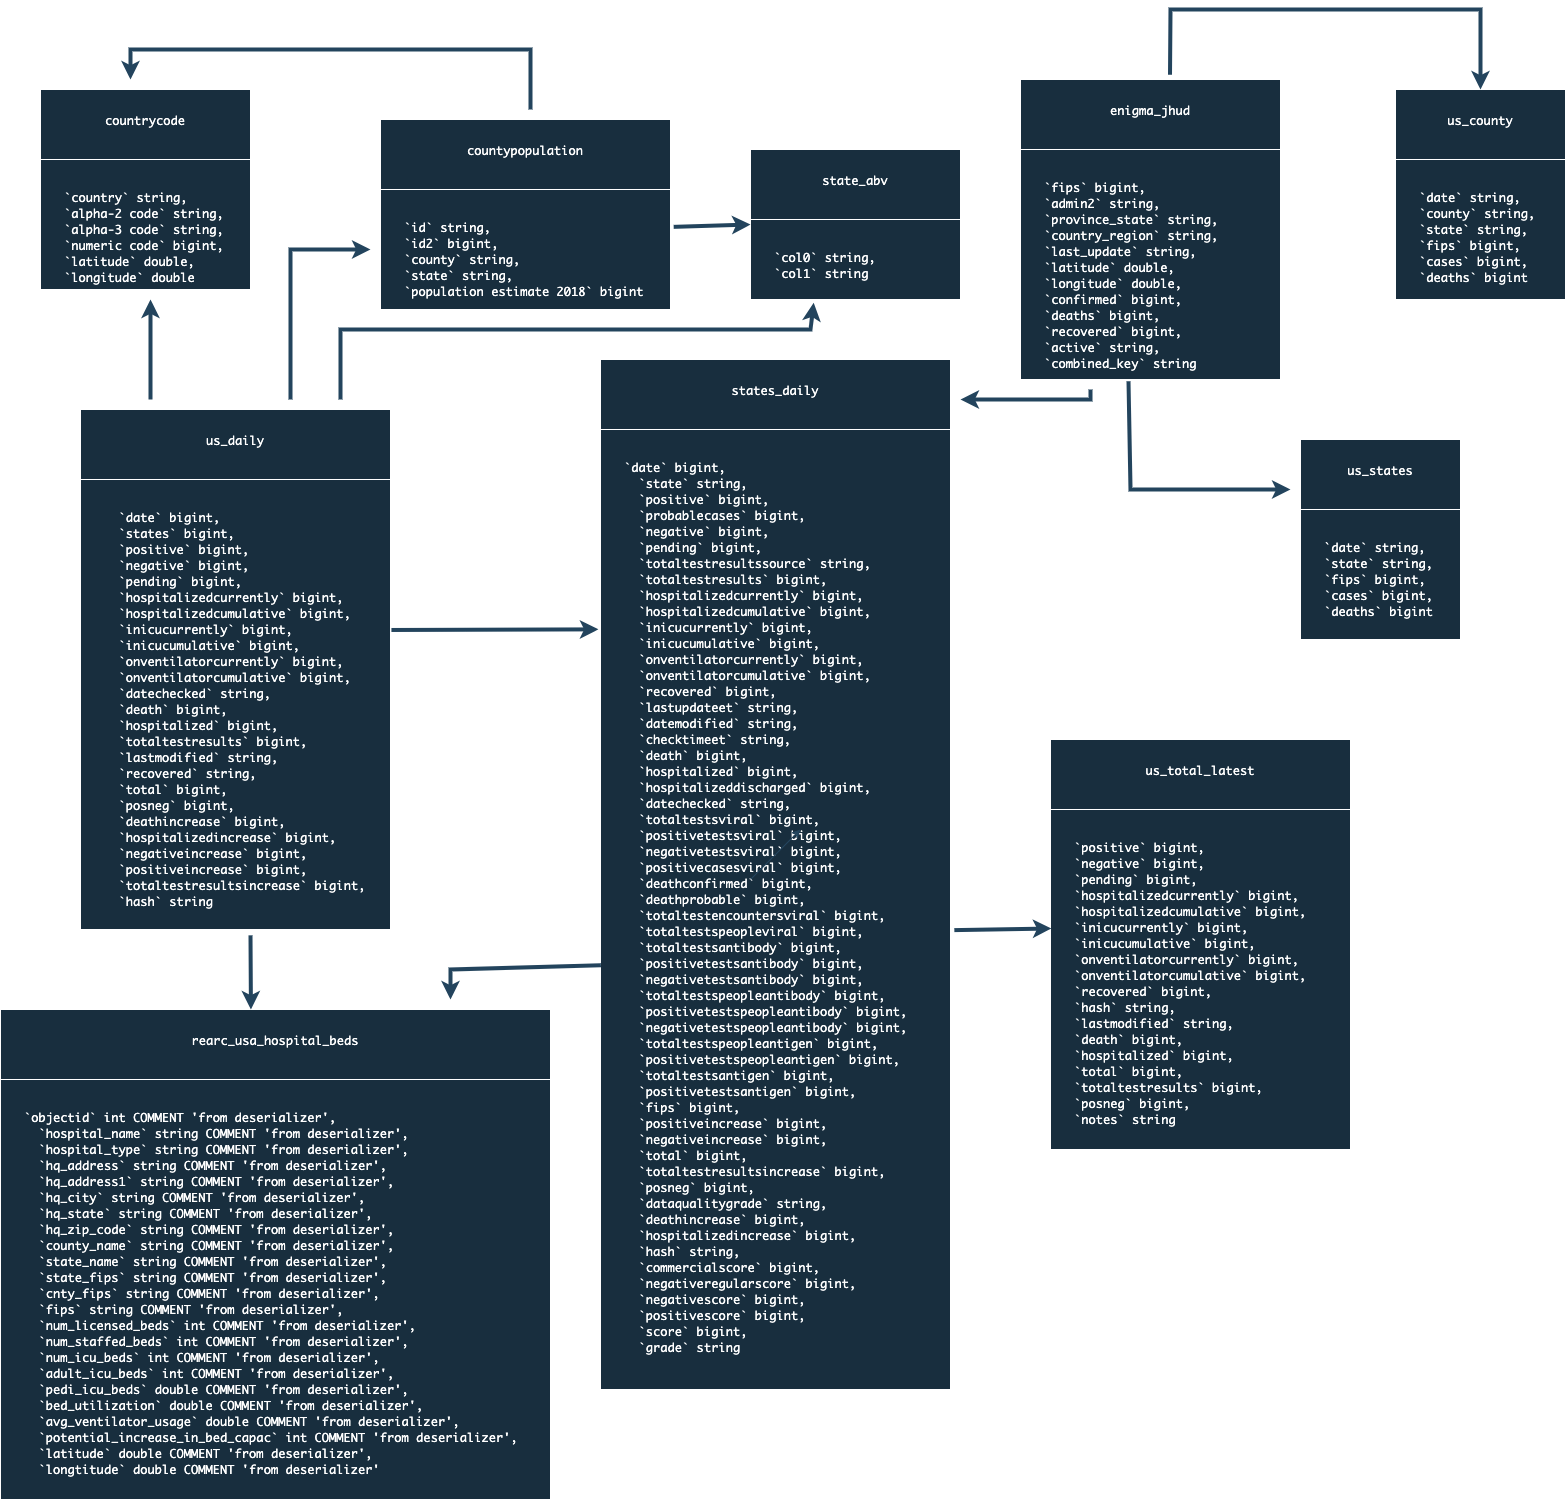 countrycode
`country` string,
`alpha-2 code` string,
`alpha-3 code` string,
`numeric code` bigint,
`latitude` double,
`longitude` double
countypopulation
`id` string,
`id2` bigint,
`county` string,
`state` string,
`population estimate 2018` bigint
state_abv
`col0` string,
`col1` string
enigma_jhud
`fips` bigint,
`admin2` string,
`province_state` string,
`country_region` string,
`last_update` string,
`latitude` double,
`longitude` double,
`confirmed` bigint,
`deaths` bigint,
`recovered` bigint,
`active` string,
`combined_key` string
us_county
`date` string,
`county` string,
`state` string,
`fips` bigint,
`cases` bigint,
`deaths` bigint
us_daily
`date` bigint,
`states` bigint,
`positive` bigint,
`negative` bigint,
`pending` bigint,
`hospitalizedcurrently` bigint,
`hospitalizedcumulative` bigint,
`inicucurrently` bigint,
`inicucumulative` bigint,
`onventilatorcurrently` bigint,
`onventilatorcumulative` bigint,
`datechecked` string,
`death` bigint,
`hospitalized` bigint,
`totaltestresults` bigint,
`lastmodified` string,
`recovered` string,
`total` bigint,
`posneg` bigint,
`deathincrease` bigint,
`hospitalizedincrease` bigint,
`negativeincrease` bigint,
`positiveincrease` bigint,
`totaltestresultsincrease` bigint,
`hash` string
states_daily
`date` bigint,
`state` string,
`positive` bigint,
`probablecases` bigint,
`negative` bigint,
`pending` bigint,
`totaltestresultssource` string,
`totaltestresults` bigint,
`hospitalizedcurrently` bigint,
`hospitalizedcumulative` bigint,
`inicucurrently` bigint,
`inicucumulative` bigint,
`onventilatorcurrently` bigint,
`onventilatorcumulative` bigint,
`recovered` bigint,
`lastupdateet` string,
`datemodified` string,
`checktimeet` string,
`death` bigint,
`hospitalized` bigint,
`hospitalizeddischarged` bigint,
`datechecked` string,
`totaltestsviral` bigint,
`positivetestsviral` bigint,
`negativetestsviral` bigint,
`positivecasesviral` bigint,
`deathconfirmed` bigint,
`deathprobable` bigint,
`totaltestencountersviral` bigint,
`totaltestspeopleviral` bigint,
`totaltestsantibody` bigint,
`positivetestsantibody` bigint,
`negativetestsantibody` bigint,
`totaltestspeopleantibody` bigint,
`positivetestspeopleantibody` bigint,
`negativetestspeopleantibody` bigint,
`totaltestspeopleantigen` bigint,
`positivetestspeopleantigen` bigint,
`totaltestsantigen` bigint,
`positivetestsantigen` bigint,
`fips` bigint,
`positiveincrease` bigint,
`negativeincrease` bigint,
`total` bigint,
`totaltestresultsincrease` bigint,
`posneg` bigint,
`dataqualitygrade` string,
`deathincrease` bigint,
`hospitalizedincrease` bigint,
`hash` string,
`commercialscore` bigint,
`negativeregularscore` bigint,
`negativescore` bigint,
`positivescore` bigint,
`score` bigint,
`grade` string
us_states
`date` string,
`state` string,
`fips` bigint,
`cases` bigint,
`deaths` bigint
us_total_latest
`positive` bigint,
`negative` bigint,
`pending` bigint,
`hospitalizedcurrently` bigint,
`hospitalizedcumulative` bigint,
`inicucurrently` bigint,
`inicucumulative` bigint,
`onventilatorcurrently` bigint,
`onventilatorcumulative` bigint,
`recovered` bigint,
`hash` string,
`lastmodified` string,
`death` bigint,
`hospitalized` bigint,
`total` bigint,
`totaltestresults` bigint,
`posneg` bigint,
`notes` string
rearc_usa_hospital_beds
`objectid` int COMMENT 'from deserializer',
`hospital_name` string COMMENT 'from deserializer',
`hospital_type` string COMMENT 'from deserializer',
`hq_address` string COMMENT 'from deserializer',
`hq_address1` string COMMENT 'from deserializer',
`hq_city` string COMMENT 'from deserializer',
`hq_state` string COMMENT 'from deserializer',
`hq_zip_code` string COMMENT 'from deserializer',
`county_name` string COMMENT 'from deserializer',
`state_name` string COMMENT 'from deserializer',
`state_fips` string COMMENT 'from deserializer',
`cnty_fips` string COMMENT 'from deserializer',
`fips` string COMMENT 'from deserializer',
`num_licensed_beds` int COMMENT 'from deserializer',
`num_staffed_beds` int COMMENT 'from deserializer',
`num_icu_beds` int COMMENT 'from deserializer',
`adult_icu_beds` int COMMENT 'from deserializer',
`pedi_icu_beds` double COMMENT 'from deserializer',
`bed_utilization` double COMMENT 'from deserializer',
`avg_ventilator_usage` double COMMENT 'from deserializer',
`potential_increase_in_bed_capac` int COMMENT 'from deserializer',
`latitude` double COMMENT 'from deserializer',
`longtitude` double COMMENT 'from deserializer'